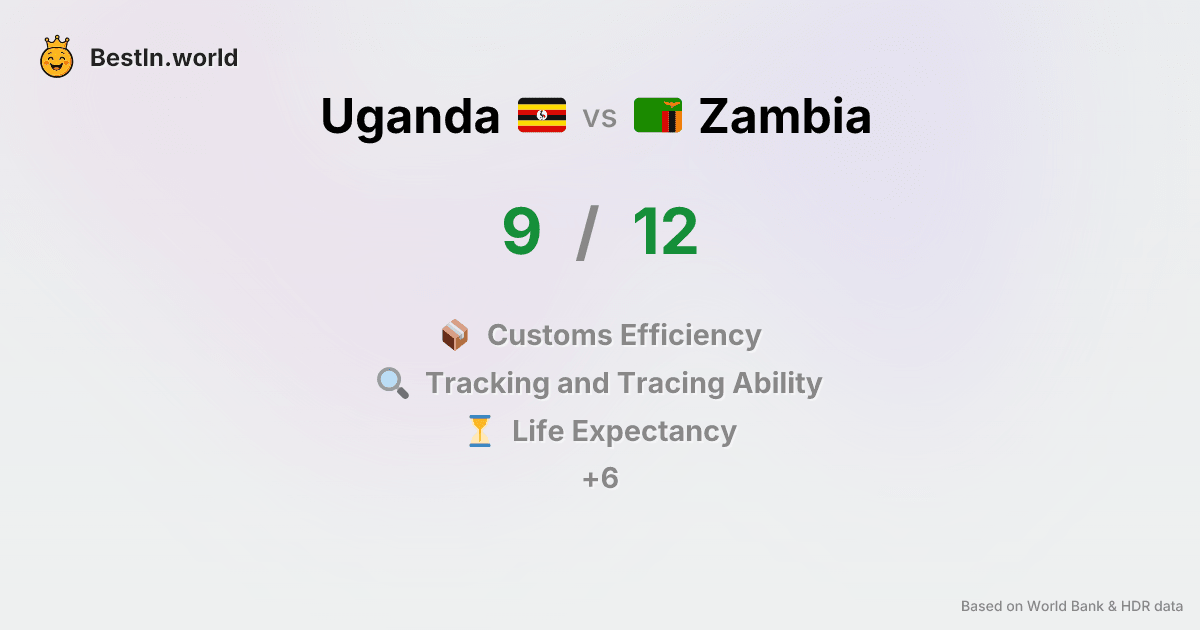 BestIn.world
Uganda vs Zambia
9 / 12
Customs Efficiency
Tracking and Tracing Ability
Life Expectancy
+6
Based on World Bank & HDR data